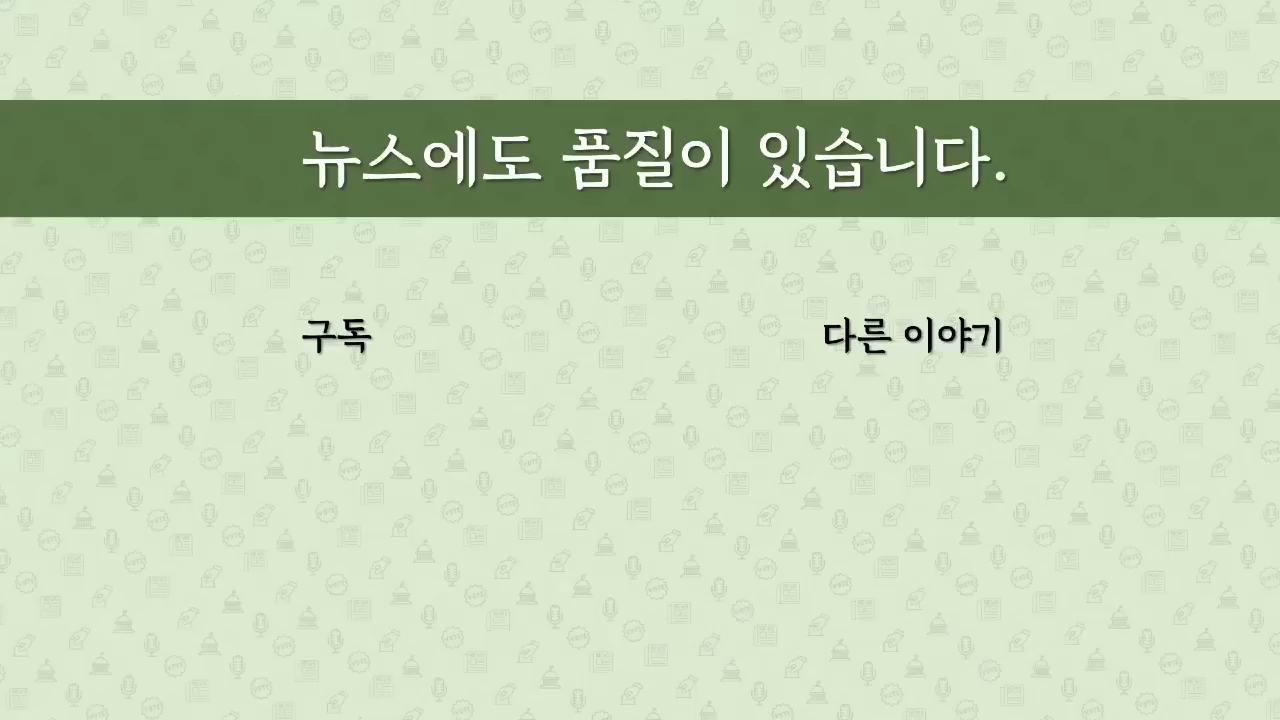 뉴스에도 품질이 있습니다.
구독
다른 이야기